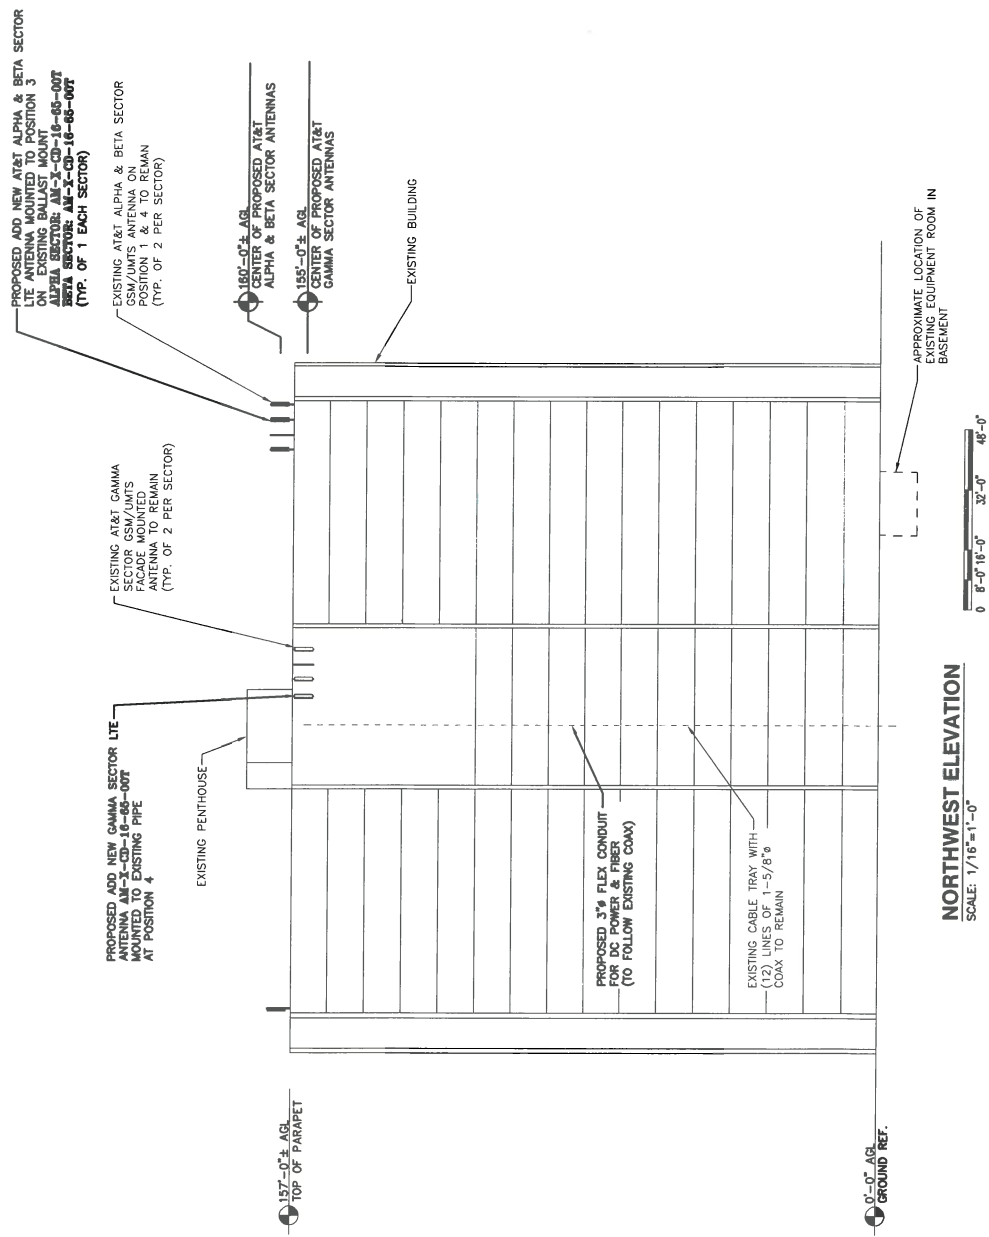 PROPOSED ADD NEW AT&T ALPHA & BETA SECTOR
LTE ANTENNA MOUNTED TO POSITION 3
ON EXISTING BALLAST MOUNT
ALPHA SECTOR: AM-X-CD-16-65-00T
BETA SECTOR: AM-X-CD-16-65-00T
(TYP. OF 1 EACH SECTOR)
EXISTING AT&T ALPHA & BETA SECTOR
GSM/UMTS ANTENNA ON
POSITION 1 & 4 TO REMAN
(TYP. OF 2 PER SECTOR)
160'-0"± AGL
CENTER OF PROPOSED AT&T
ALPHA & BETA SECTOR ANTENNAS
155'-0"± AGL
CENTER OF PROPOSED AT&T
GAMMA SECTOR ANTENNAS
EXISTING BUILDING
APPROXIMATE LOCATION OF
EXISTING EQUIPMENT ROOM IN
BASEMENT
EXISTING AT&T GAMMA
SECTOR GSM/UMTS
FACADE MOUNTED
ANTENNA TO REMAIN
(TYP. OF 2 PER SECTOR)
PROPOSED ADD NEW GAMMA SECTOR LTE
ANTENNA AM-X-CD-16-65-00T
MOUNTED TO EXISTING PIPE
AT POSITION 4
EXISTING PENTHOUSE
PROPOSED 3"ø FLEX CONDUIT
FOR DC POWER & FIBER
(TO FOLLOW EXISTING COAX)
EXISTING CABLE TRAY WITH
(12) LINES OF 1-5/8"ø
COAX TO REMAIN
157'-0"± AGL
TOP OF PARAPET
0'-0" AGL
GROUND REF.
NORTHWEST ELEVATION
SCALE: 1/16"=1'-0"
0 8'-0" 16'-0" 32'-0" 48'-0"